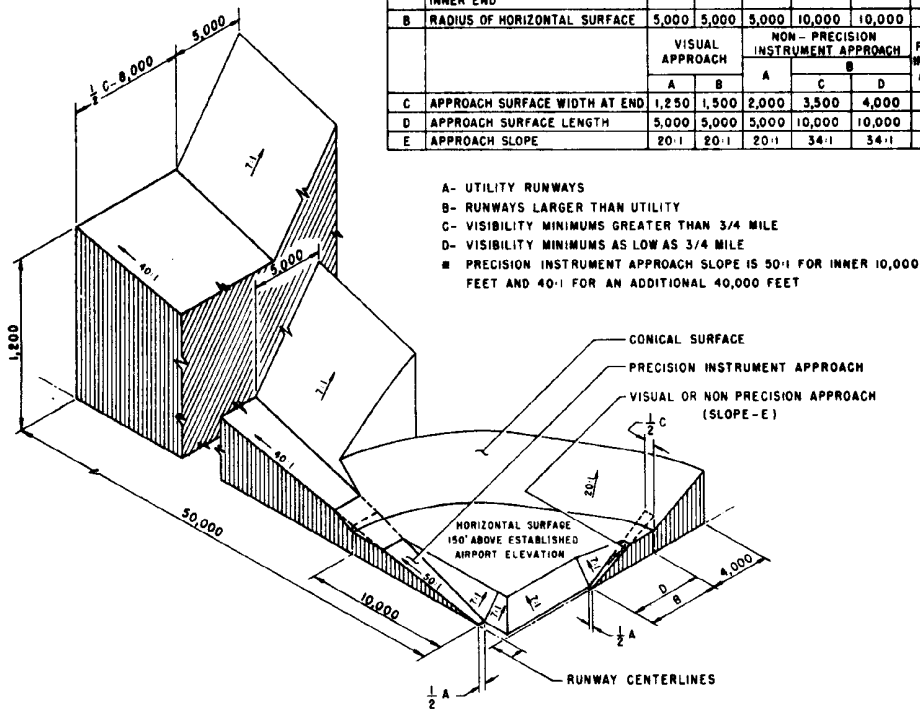 INNER END
B RADIUS OF HORIZONTAL SURFACE 5,000 5,000 5,000 10,000 10,000
VISUAL APPROACH
NON-PRECISION INSTRUMENT APPROACH
A B A B
C D
C APPROACH SURFACE WIDTH AT END 1,250 1,500 2,000 3,500 4,000
D APPROACH SURFACE LENGTH 5,000 5,000 5,000 10,000 10,000
E APPROACH SLOPE 20:1 20:1 20:1 34:1 34:1
A- UTILITY RUNWAYS
B- RUNWAYS LARGER THAN UTILITY
C- VISIBILITY MINIMUMS GREATER THAN 3/4 MILE
D- VISIBILITY MINIMUMS AS LOW AS 3/4 MILE
PRECISION INSTRUMENT APPROACH SLOPE IS 50:1 FOR INNER 10,000
FEET AND 40:1 FOR AN ADDITIONAL 40,000 FEET
5,000
1/2 C-8,000
7:1
40:1
5,000
1,200
7:1
40:1
CONICAL SURFACE
PRECISION INSTRUMENT APPROACH
VISUAL OR NON PRECISION APPROACH
(SLOPE-E)
1/2 C
20:1
HORIZONTAL SURFACE
150' ABOVE ESTABLISHED
AIRPORT ELEVATION
50,000
50:1
7:1
7:1
7:1
7:1
7:1
10,000
4,000
D
B
1/2 A
1/2 A
RUNWAY CENTERLINES